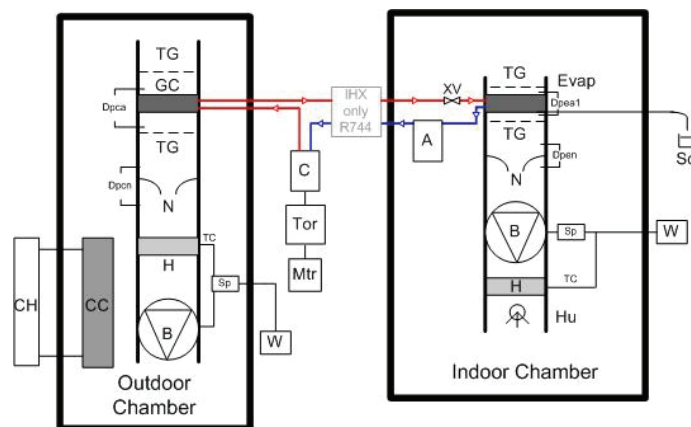 TG
GC
Dpca
TG
Dpcn
N
TC
H
Sp
CH
CC
B
W
Outdoor
Chamber
IHX
only
R744
XV
A
C
Tor
Mtr
TG
Evap
Dpea1
TG
Dpen
N
B
Sp
W
H
TC
Hu
Indoor Chamber